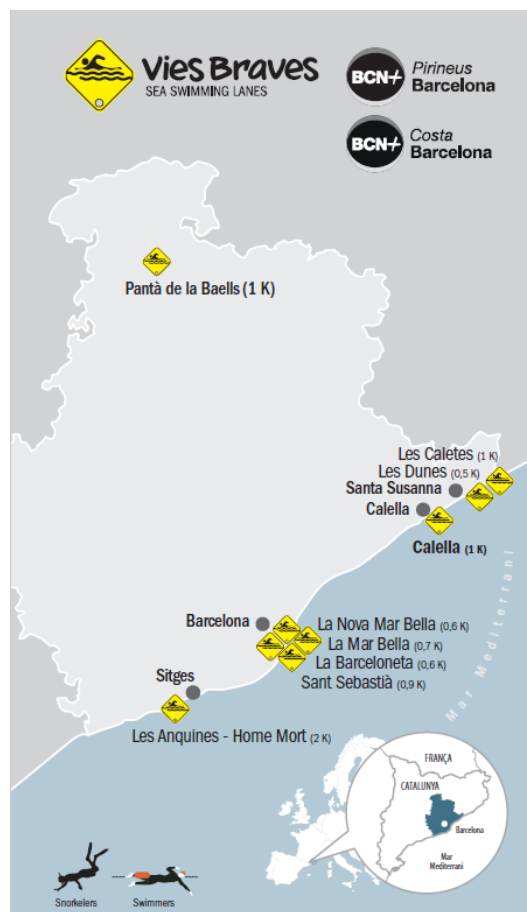 Vies Braves
SEA SWIMMING LANES
BCN+ Pirineus
Barcelona
BCN+ Costa
Barcelona
Pantà de la Baells (1 K)
Les Caletes (1 K)
Les Dunes (0,5 K)
Santa Susanna
Calella
Calella (1 K)
Mar Mediterrani
Barcelona
La Nova Mar Bella (0,6 K)
La Mar Bella (0,7 K)
La Barceloneta (0,6 K)
Sant Sebastià (0,9 K)
Sitges
Les Anquines - Home Mort (2 K)
FRANÇA
CATALUNYA
Barcelona
Mar
Mediterrani
Snorkelers
Swimmers